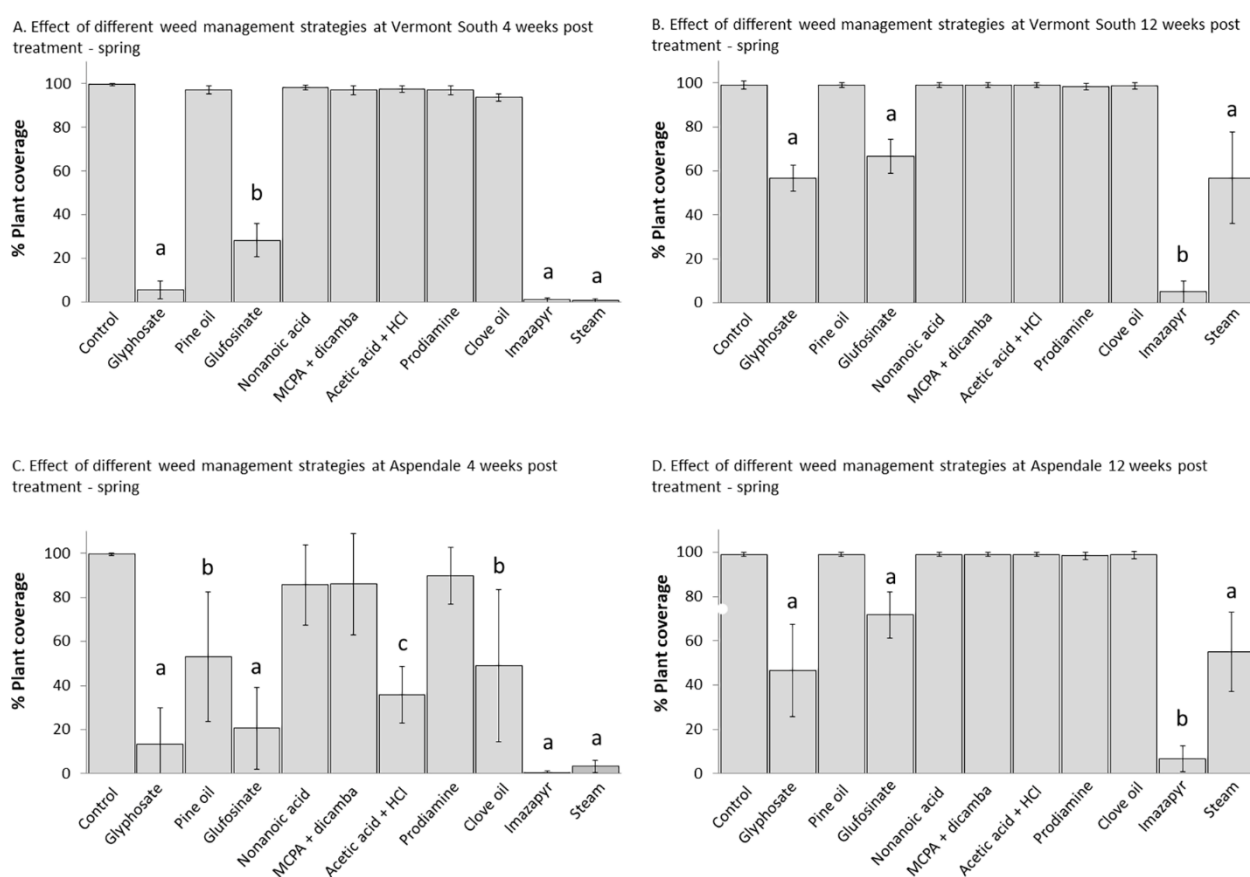 A. Effect of different weed management strategies at Vermont South 4 weeks post
treatment - spring
% Plant coverage
100
80
60
40
20
0
a
b
a
a
Control
Glyphosate
Pine oil
Glufosinate
Nonanoic acid
MCPA + dicamba
Acetic acid + HCl
Prodiamine
Clove oil
Imazapyr
Steam
B. Effect of different weed management strategies at Vermont South 12 weeks post
treatment - spring
% Plant coverage
100
80
60
40
20
0
a
a
b
a
Control
Glyphosate
Pine oil
Glufosinate
Nonanoic acid
MCPA + dicamba
Acetic acid + HCl
Prodiamine
Clove oil
Imazapyr
Steam
C. Effect of different weed management strategies at Aspendale 4 weeks post
treatment - spring
% Plant coverage
100
80
60
40
20
0
a
b
a
c
b
a
a
Control
Glyphosate
Pine oil
Glufosinate
Nonanoic acid
MCPA + dicamba
Acetic acid + HCl
Prodiamine
Clove oil
Imazapyr
Steam
D. Effect of different weed management strategies at Aspendale 12 weeks post
treatment - spring
% Plant coverage
100
80
60
40
20
0
a
a
b
a
Control
Glyphosate
Pine oil
Glufosinate
Nonanoic acid
MCPA + dicamba
Acetic acid + HCl
Prodiamine
Clove oil
Imazapyr
Steam